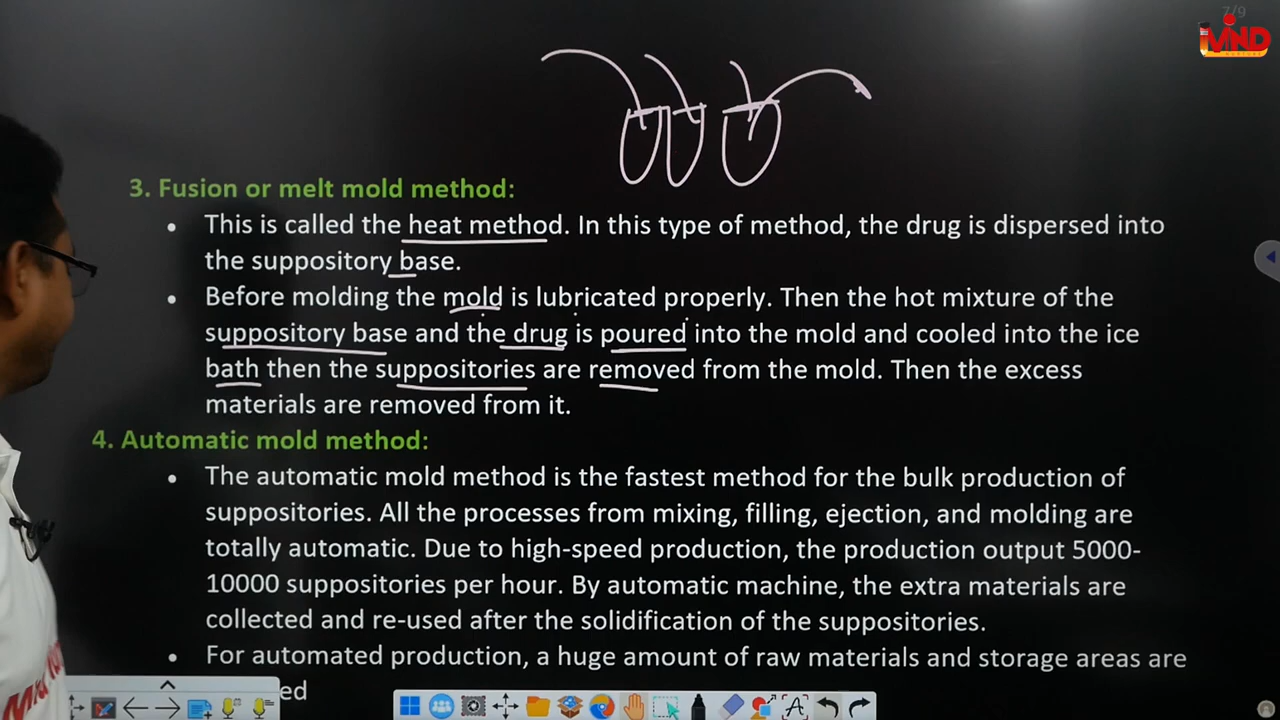 7/9
iMIND
3. Fusion or melt mold method:
• This is called the heat method. In this type of method, the drug is dispersed into
the suppository base.
• Before molding the mold is lubricated properly. Then the hot mixture of the
suppository base and the drug is poured into the mold and cooled into the ice
bath then the suppositories are removed from the mold. Then the excess
materials are removed from it.
4. Automatic mold method:
• The automatic mold method is the fastest method for the bulk production of
suppositories. All the processes from mixing, filling, ejection, and molding are
totally automatic. Due to high-speed production, the production output 5000-
10000 suppositories per hour. By automatic machine, the extra materials are
collected and re-used after the solidification of the suppositories.
• For automated production, a huge amount of raw materials and storage areas are
ed